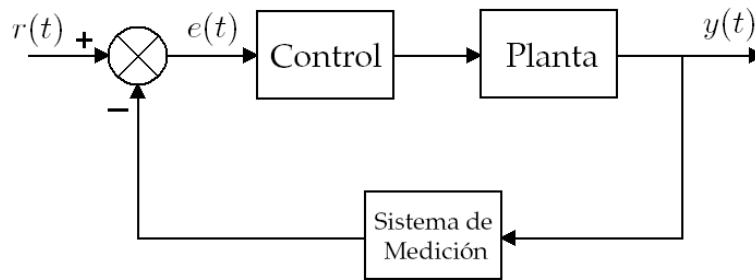 r(t)
+
e(t)
Control
Planta
y(t)
−
Sistema de
Medición